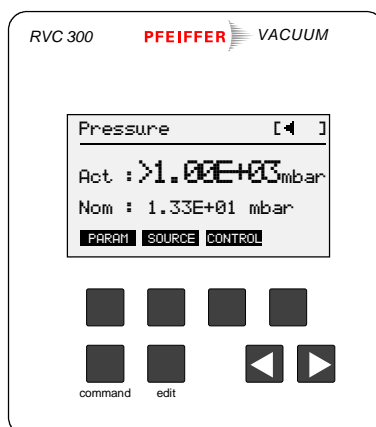 RVC 300 PFEIFFER VACUUM
Pressure [◀ ]
Act :>1.00E+03mbar
Nom : 1.33E+01 mbar
PARAM SOURCE CONTROL
command edit